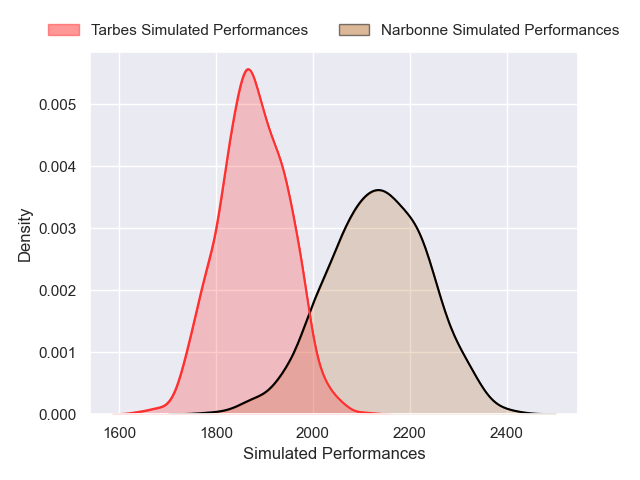 Tarbes Simulated Performances Narbonne Simulated Performances
0.005
0.004
0.003
0.002
0.001
0.000
Density
1600 1800 2000 2200 2400
Simulated Performances